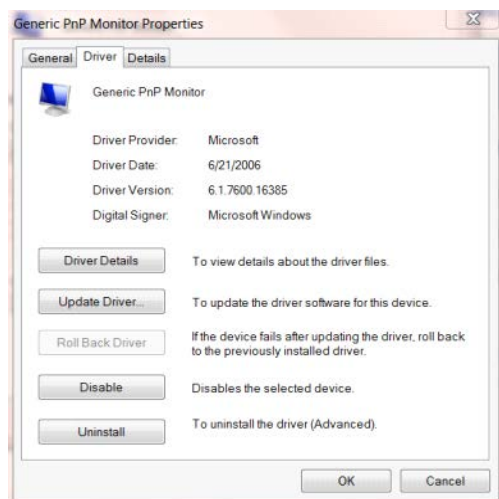 Generic PnP Monitor Properties
General Driver Details
Generic PnP Monitor
Driver Provider: Microsoft
Driver Date: 6/21/2006
Driver Version: 6.1.7600.16385
Digital Signer: Microsoft Windows
Driver Details To view details about the driver files.
Update Driver... To update the driver software for this device.
Roll Back Driver If the device fails after updating the driver, roll back
to the previously installed driver.
Disable Disables the selected device.
Uninstall To uninstall the driver (Advanced).
OK Cancel